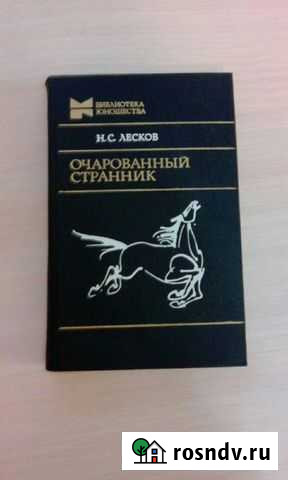 БИБЛИОТЕКА
ЮНОШЕСТВА
Н.С. ЛЕСКОВ
ОЧАРОВАННЫЙ
СТРАННИК
rosndv.ru